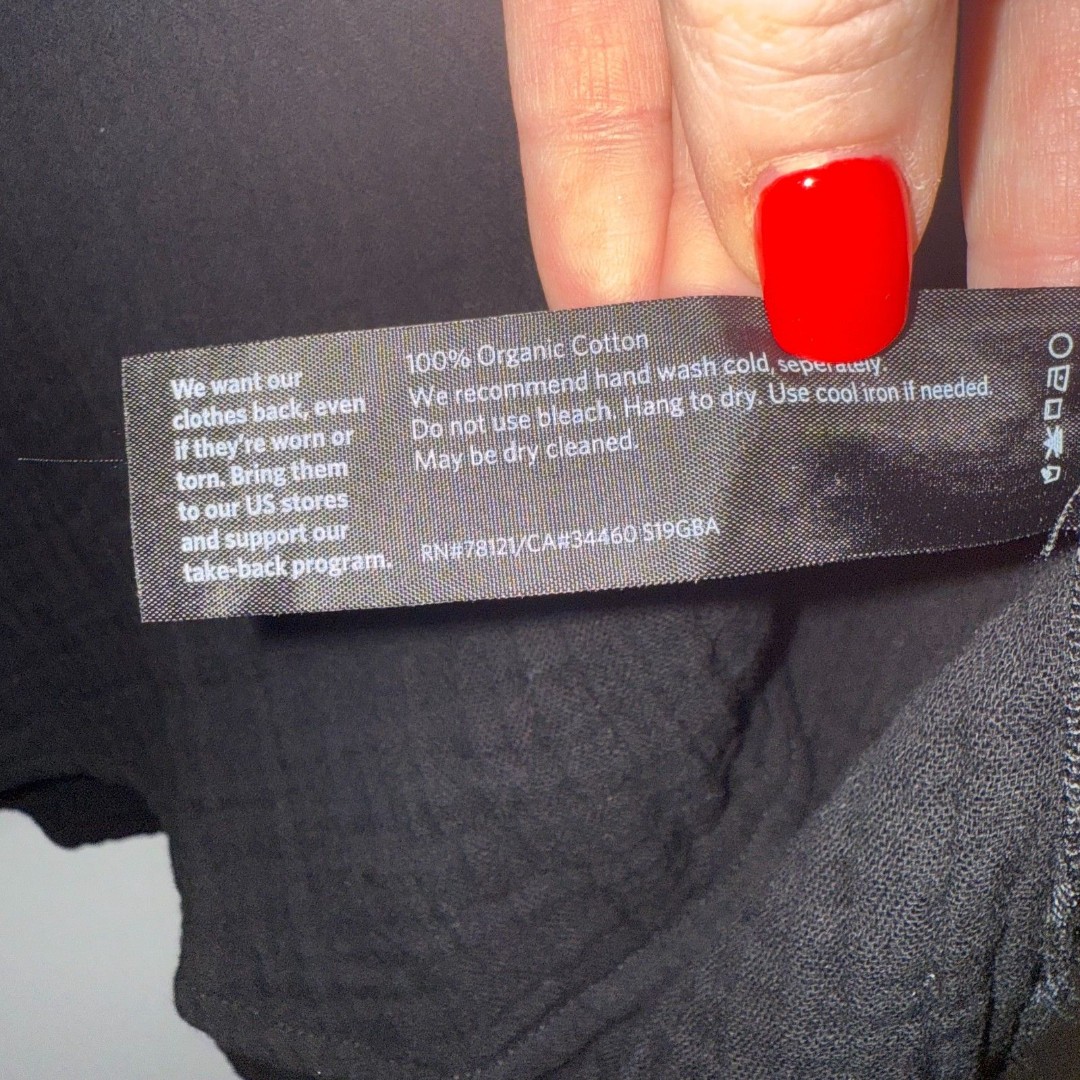 We want our
clothes back, even
if they're worn or
torn. Bring them
to our US stores
and support our
take-back program.
100% Organic Cotton
We recommend hand wash cold, seperately.
Do not use bleach. Hang to dry. Use cool iron if needed.
May be dry cleaned.
RN#78121/CA#34460 S19GBA